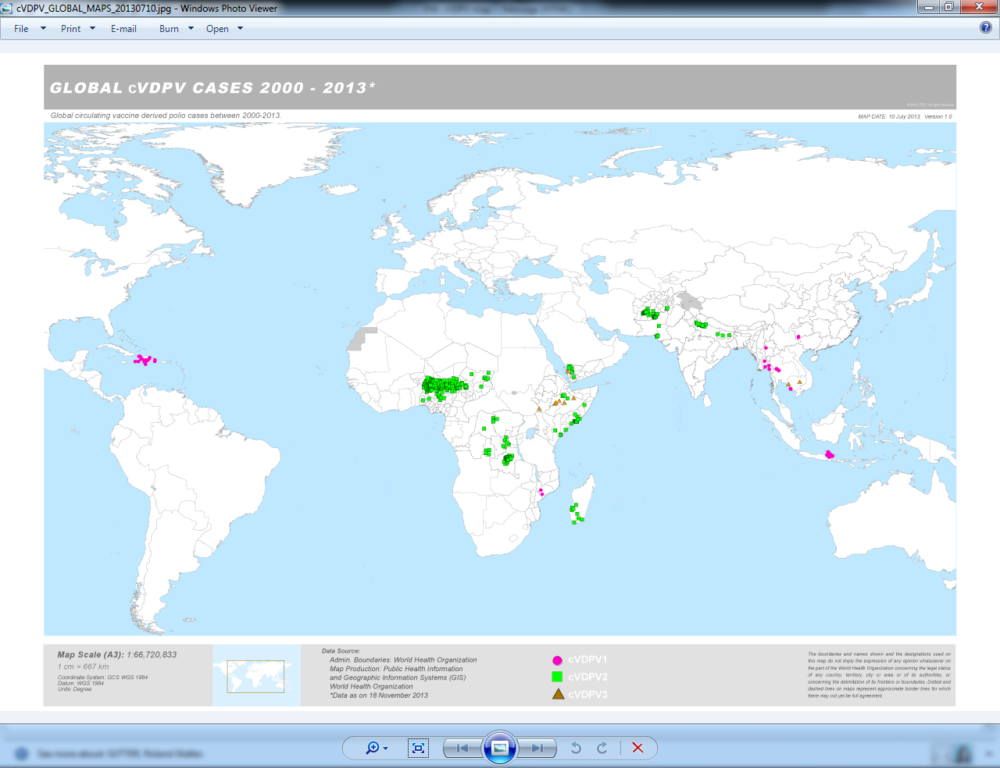 cVDPV_GLOBAL_MAPS_20130710.jpg - Windows Photo Viewer
File Print E-mail Burn Open
GLOBAL cVDPV CASES 2000 - 2013*
Global circulating vaccine derived polio cases between 2000-2013.
MAP DATE: 10 July 2013. Version 1.0
Map Scale (A3): 1:66,720,833
1 cm = 667 km
Coordinate System: GCS WGS 1984
Datum: WGS 1984
Units: Degree
Data Source:
Admin. Boundaries: World Health Organization
Map Production: Public Health Information
and Geographic Information Systems (GIS)
World Health Organization
*Data as on 18 November 2013
cVDPV1
cVDPV2
cVDPV3
The boundaries and names shown and the designations used on
this map do not imply the expression of any opinion whatsoever on
the part of the World Health Organization concerning the legal status
of any country, territory, city or area or of its authorities, or
concerning the delimitation of its frontiers or boundaries. Dotted and
dashed lines on maps represent approximate border lines for which
there may not yet be full agreement.